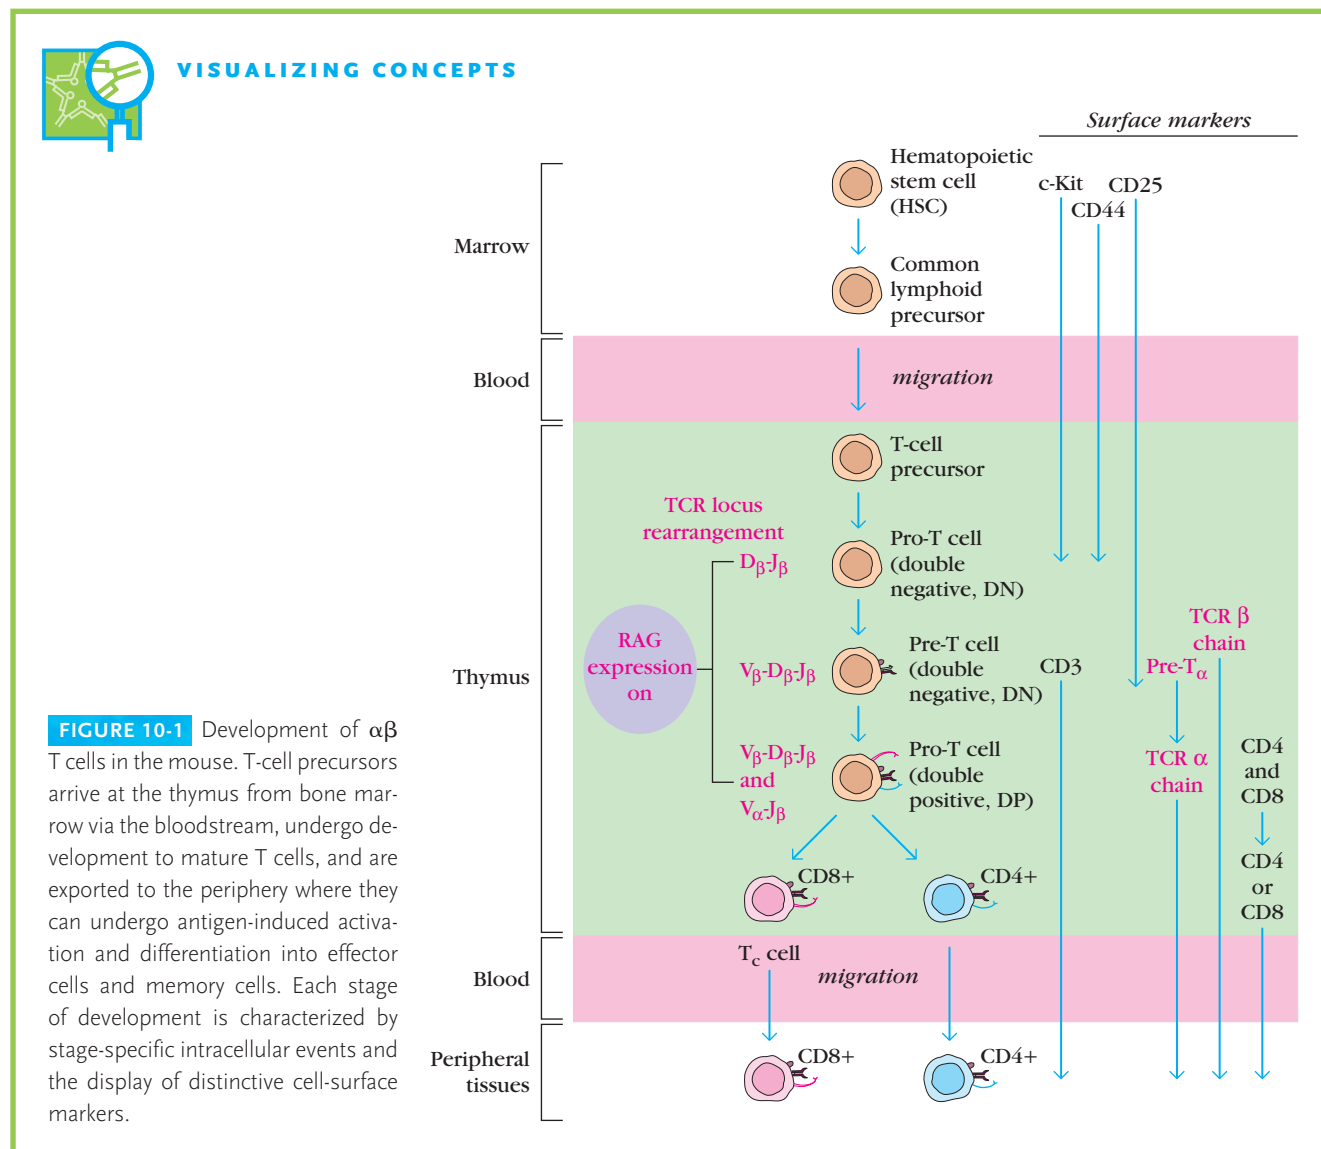 VISUALIZING CONCEPTS
Surface markers
Hematopoietic
stem cell
(HSC)
c-Kit
CD25
CD44
Marrow
Common
lymphoid
precursor
Blood
migration
T-cell
precursor
TCR locus
rearrangement
Pro-T cell
(double
negative, DN)
Dβ-Jβ
TCR β
chain
RAG
expression
on
Thymus
Vβ-Dβ-Jβ
Pre-T cell
(double
negative, DN)
CD3
Pre-Tα
Vβ-Dβ-Jβ
and
Vα-Jβ
Pro-T cell
(double
positive, DP)
TCR α
chain
CD4
and
CD8
CD4
or
CD8
CD8+
CD4+
Blood
Tc cell
migration
Peripheral
tissues
CD8+
CD4+
FIGURE 10-1 Development of αβ
T cells in the mouse. T-cell precursors
arrive at the thymus from bone mar-
row via the bloodstream, undergo de-
velopment to mature T cells, and are
exported to the periphery where they
can undergo antigen-induced activa-
tion and differentiation into effector
cells and memory cells. Each stage
of development is characterized by
stage-specific intracellular events and
the display of distinctive cell-surface
markers.